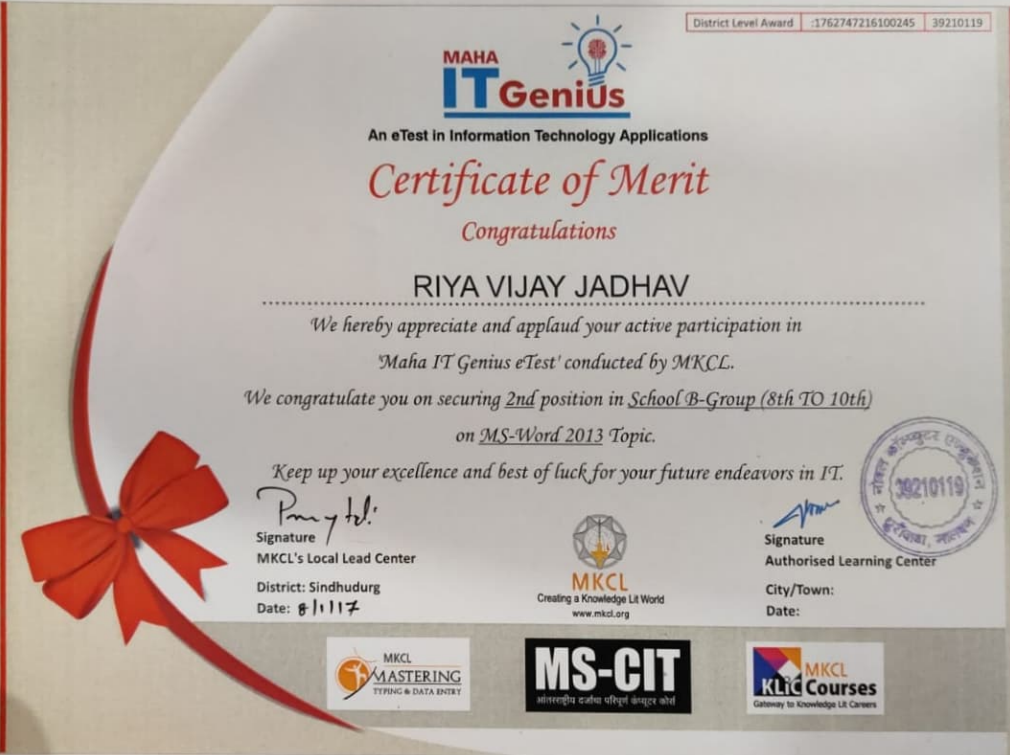 District Level Award :1762747216100245 39210119
MAHA
IT Genius
An eTest in Information Technology Applications
Certificate of Merit
Congratulations
RIYA VIJAY JADHAV
We hereby appreciate and applaud your active participation in
'Maha IT Genius eTest' conducted by MKCL.
We congratulate you on securing 2nd position in School B-Group (8th TO 10th)
on MS-Word 2013 Topic.
Keep up your excellence and best of luck for your future endeavors in IT.
Signature
MKCL's Local Lead Center
District: Sindhudurg
Date: 8/1/17
MKCL
Creating a Knowledge Lit World
www.mkcl.org
39210119
Signature
Authorised Learning Center
City/Town:
Date:
MKCL
MASTERING
TYPING & DATA ENTRY
MS-CIT
आंतरराष्ट्रीय दर्जाचा परिपूर्ण कंप्युटर कोर्स
MKCL
KLiC Courses
Gateway to Knowledge Lit Careers